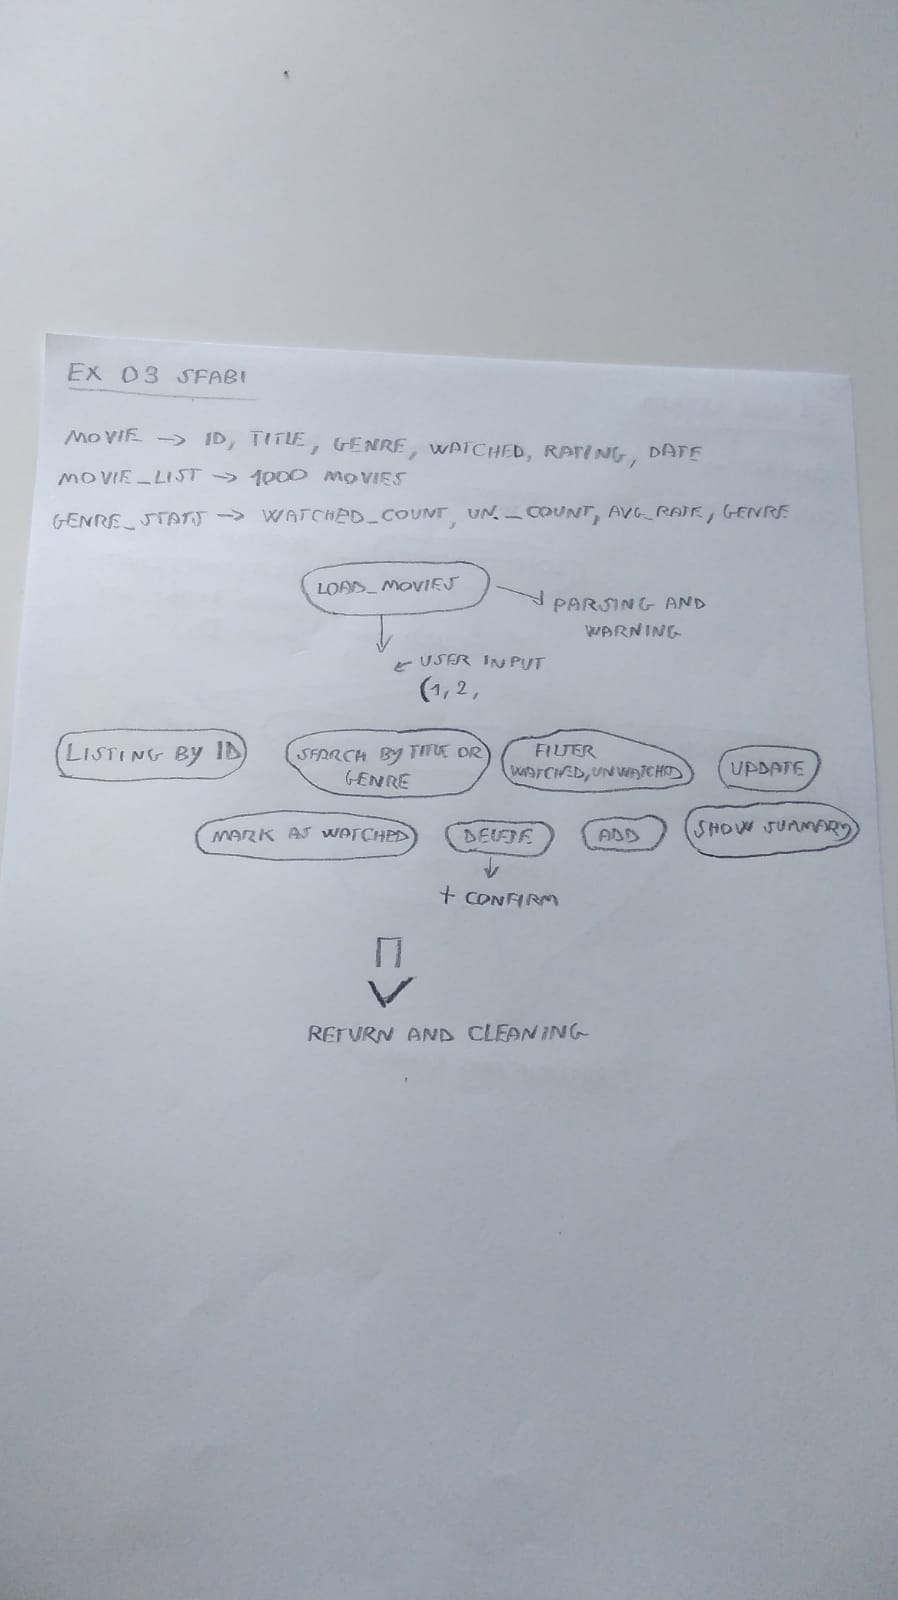 EX 03 SFABI
MOVIE -> ID, TITLE, GENRE, WATCHED, RATING, DATE
MOVIE_LIST -> 1000 MOVIES
GENRE_STATS -> WATCHED_COUNT, UN._COUNT, AVG_RATE, GENRE
LOAD_MOVIES
PARSING AND
WARNING
USER INPUT
(1, 2,
LISTING BY ID
SEARCH BY TITLE OR
GENRE
FILTER
WATCHED, UNWATCHED
UPDATE
MARK AS WATCHED
DELETE
ADD
SHOW SUMMARY
+ CONFIRM
RETURN AND CLEANING